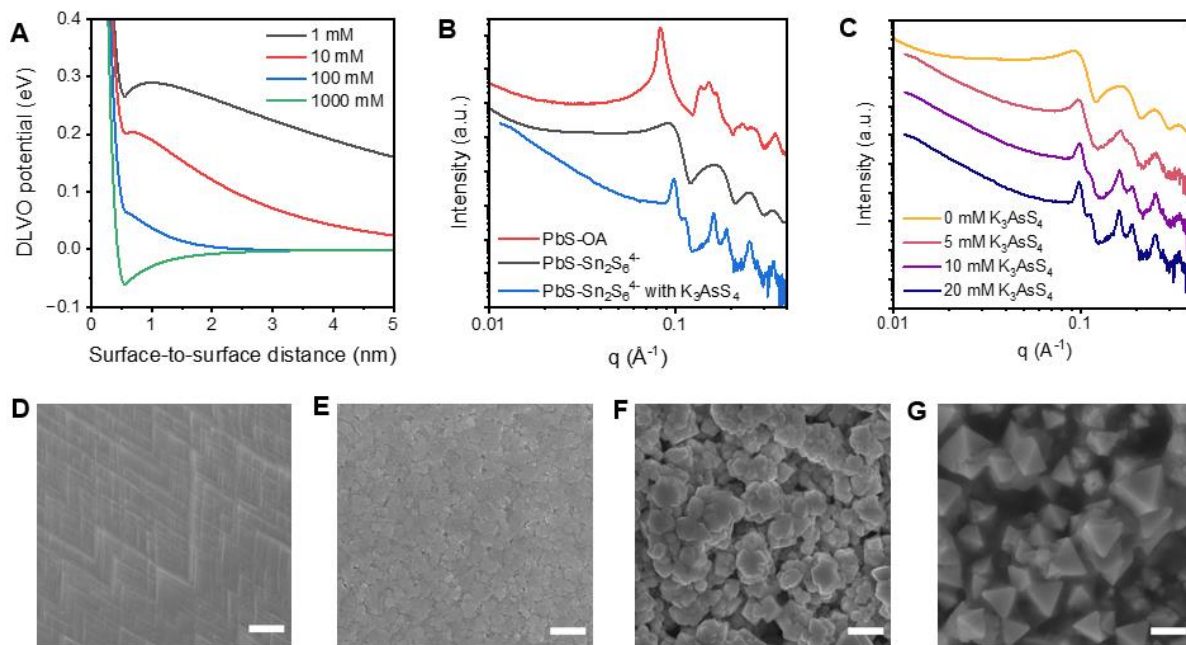 A
DLVO potential (eV)
0.4
0.3
0.2
0.1
0.0
−0.1
0
1
2
3
4
5
Surface-to-surface distance (nm)
1 mM
10 mM
100 mM
1000 mM
B
Intensity (a.u.)
PbS-OA
PbS-Sn₂S₆⁴⁻
PbS-Sn₂S₆⁴⁻ with K₃AsS₄
0.01
0.1
q (Å⁻¹)
C
Intensity (a.u.)
0 mM K₃AsS₄
5 mM K₃AsS₄
10 mM K₃AsS₄
20 mM K₃AsS₄
0.01
0.1
q (A⁻¹)
D
E
F
G